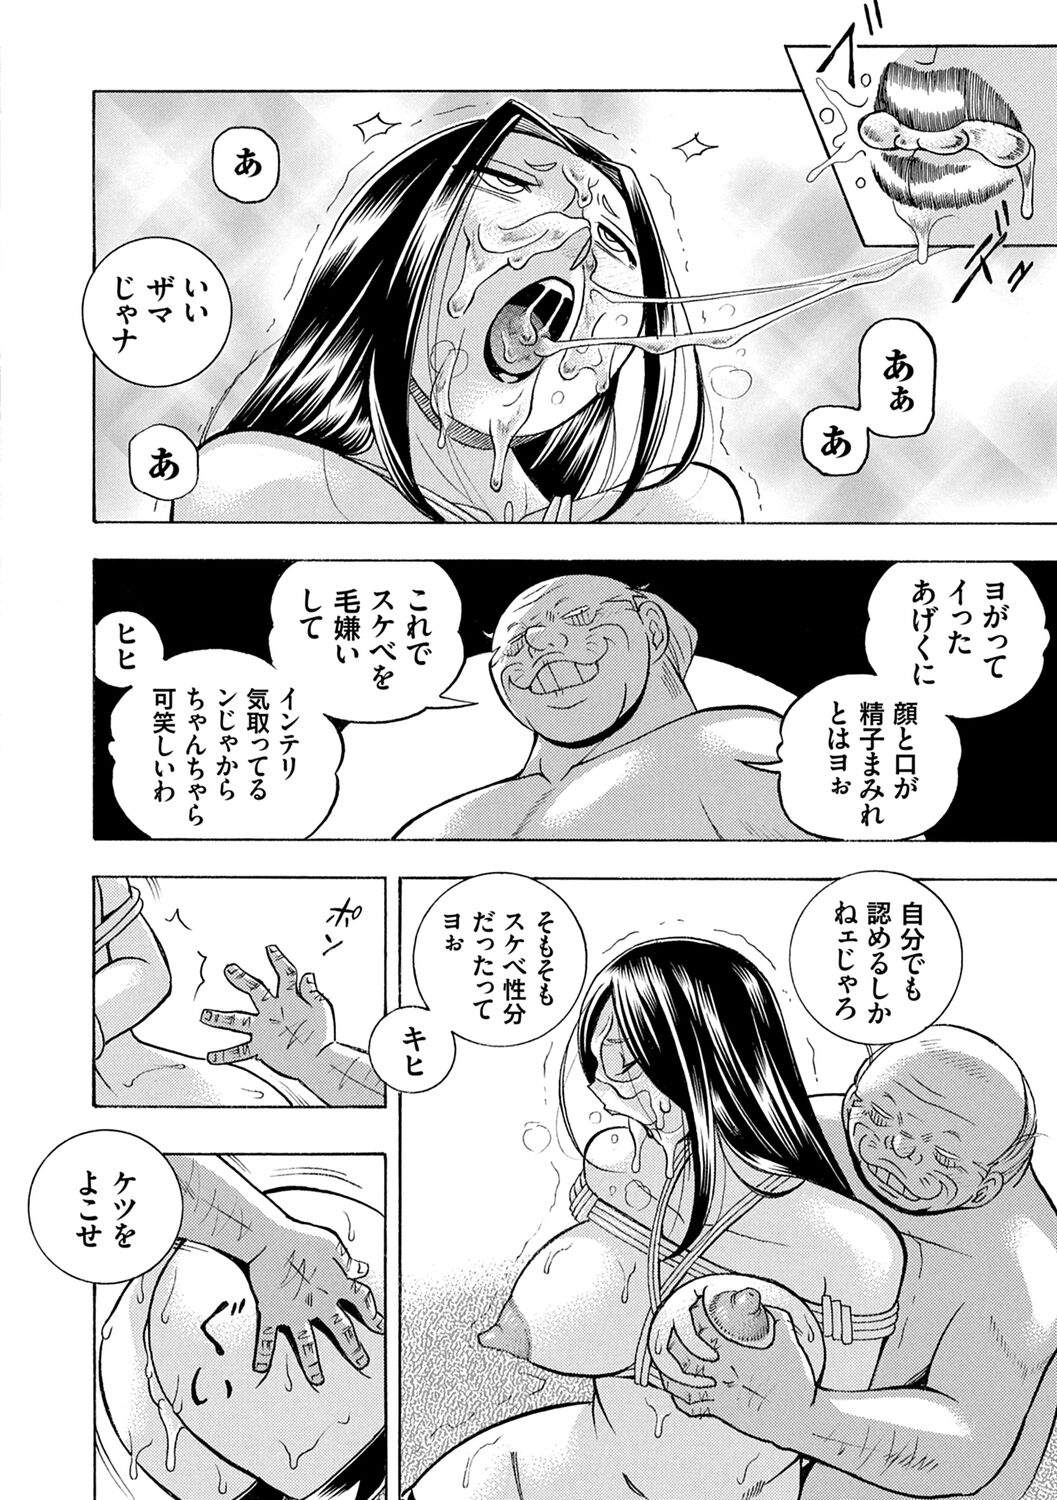 ズ
ズッ
あ
いい
ザマ
じゃナ
あぁ
あ
あ
ヨがって
イった
あげくに
顔と口が
精子まみれ
とはヨぉ
これで
スケベを
毛嫌い
して
インテリ
気取ってる
ンじゃから
ちゃんちゃら
可笑しいわ
ヒヒ
自分でも
認めるしか
ねェじゃろ
そもそも
スケベ性分
だったって
ヨぉ
キヒ
ポン
ケツを
よこせ
ぐい